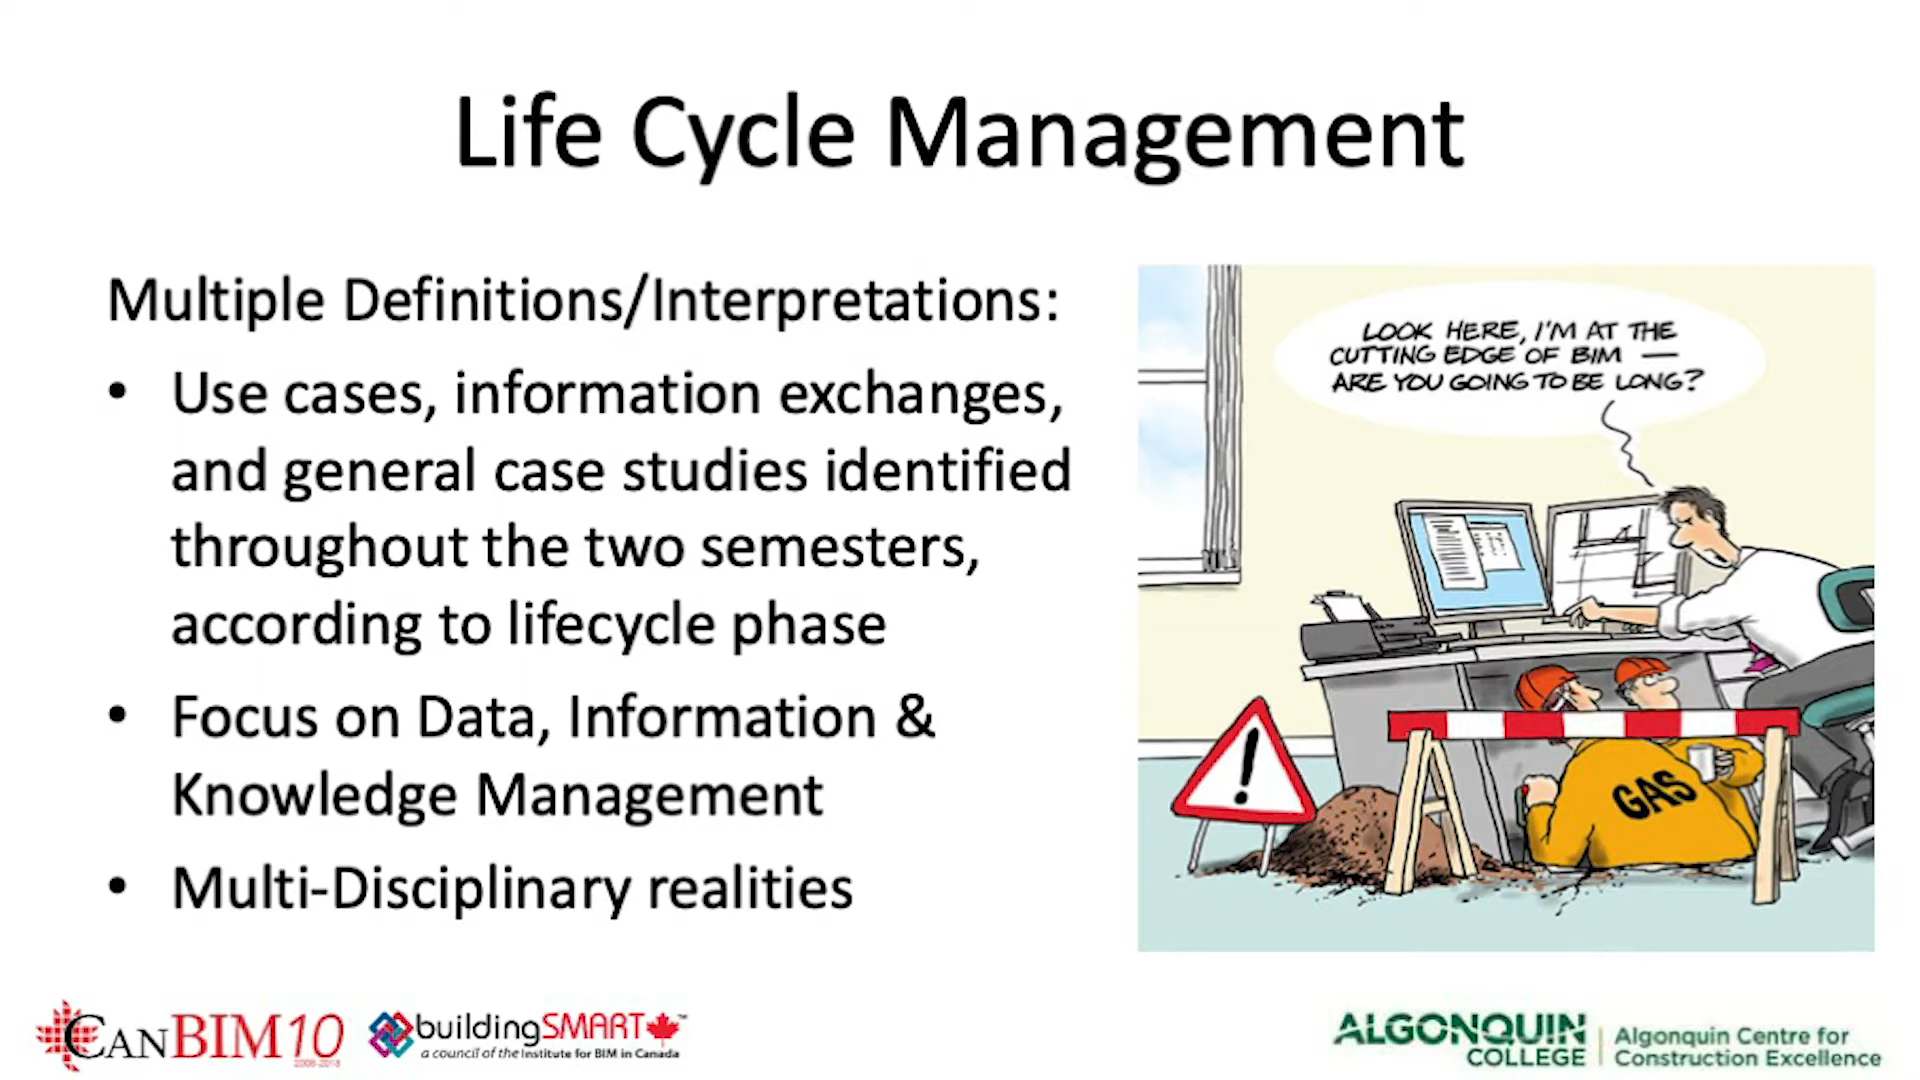 Life Cycle Management
Multiple Definitions/Interpretations:
• Use cases, information exchanges,
and general case studies identified
throughout the two semesters,
according to lifecycle phase
• Focus on Data, Information &
Knowledge Management
• Multi-Disciplinary realities
LOOK HERE, I'M AT THE
CUTTING EDGE OF BIM —
ARE YOU GOING TO BE LONG?
!
GAS
CANBIM10
2008-2018
buildingSMART™
a council of the Institute for BIM in Canada
ALGONQUIN
COLLEGE
Algonquin Centre for
Construction Excellence